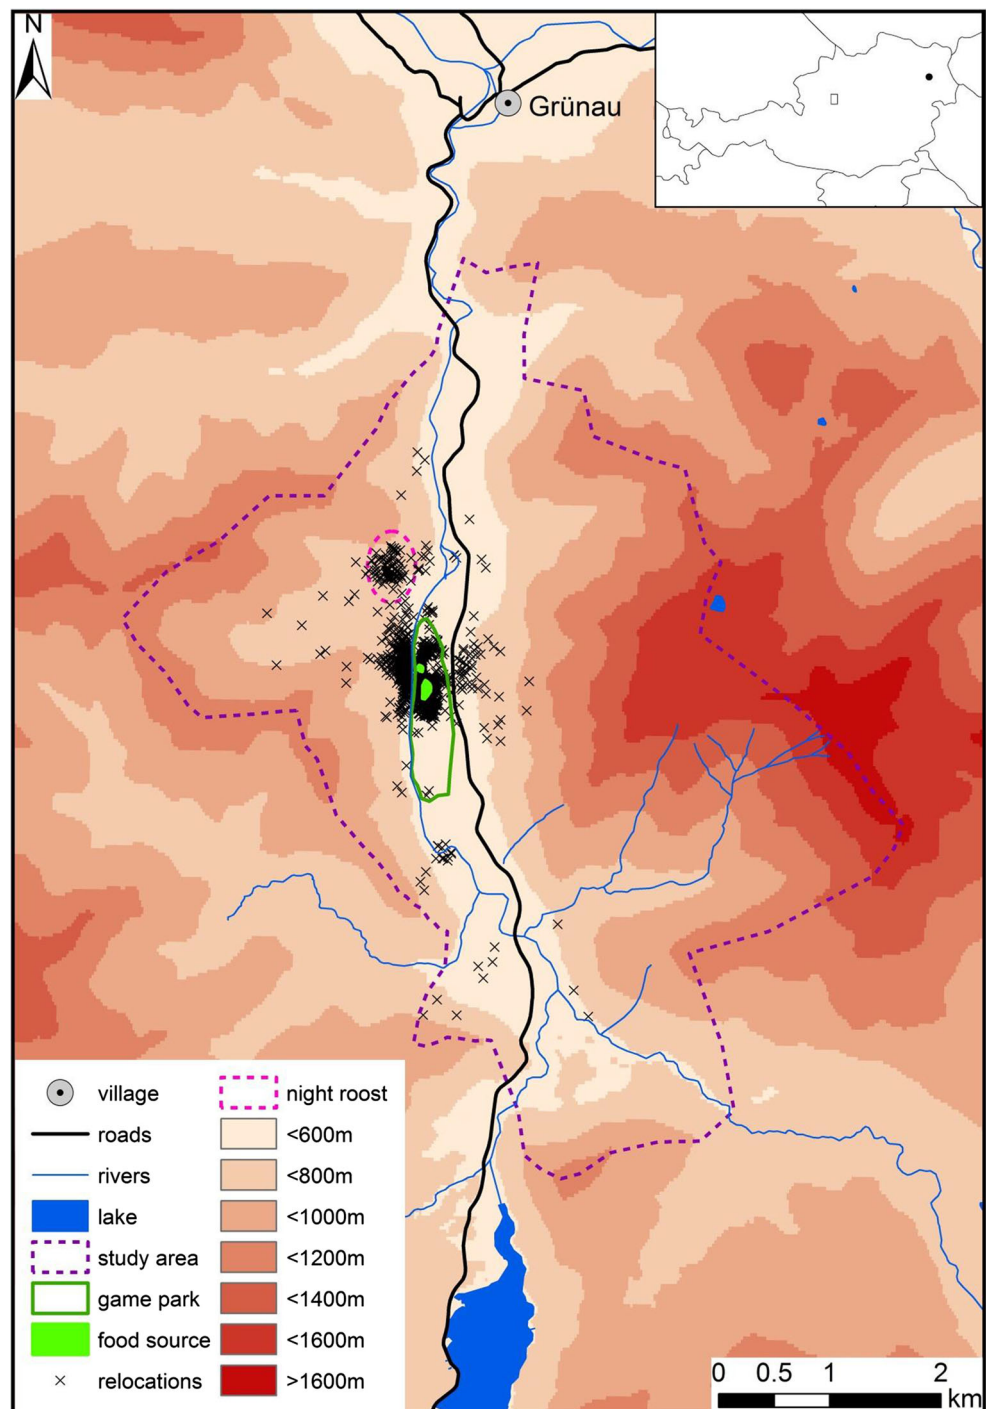 N
Grünau
village
roads
rivers
lake
study area
game park
food source
relocations
night roost
<600m
<800m
<1000m
<1200m
<1400m
<1600m
>1600m
0 0.5 1 2
km